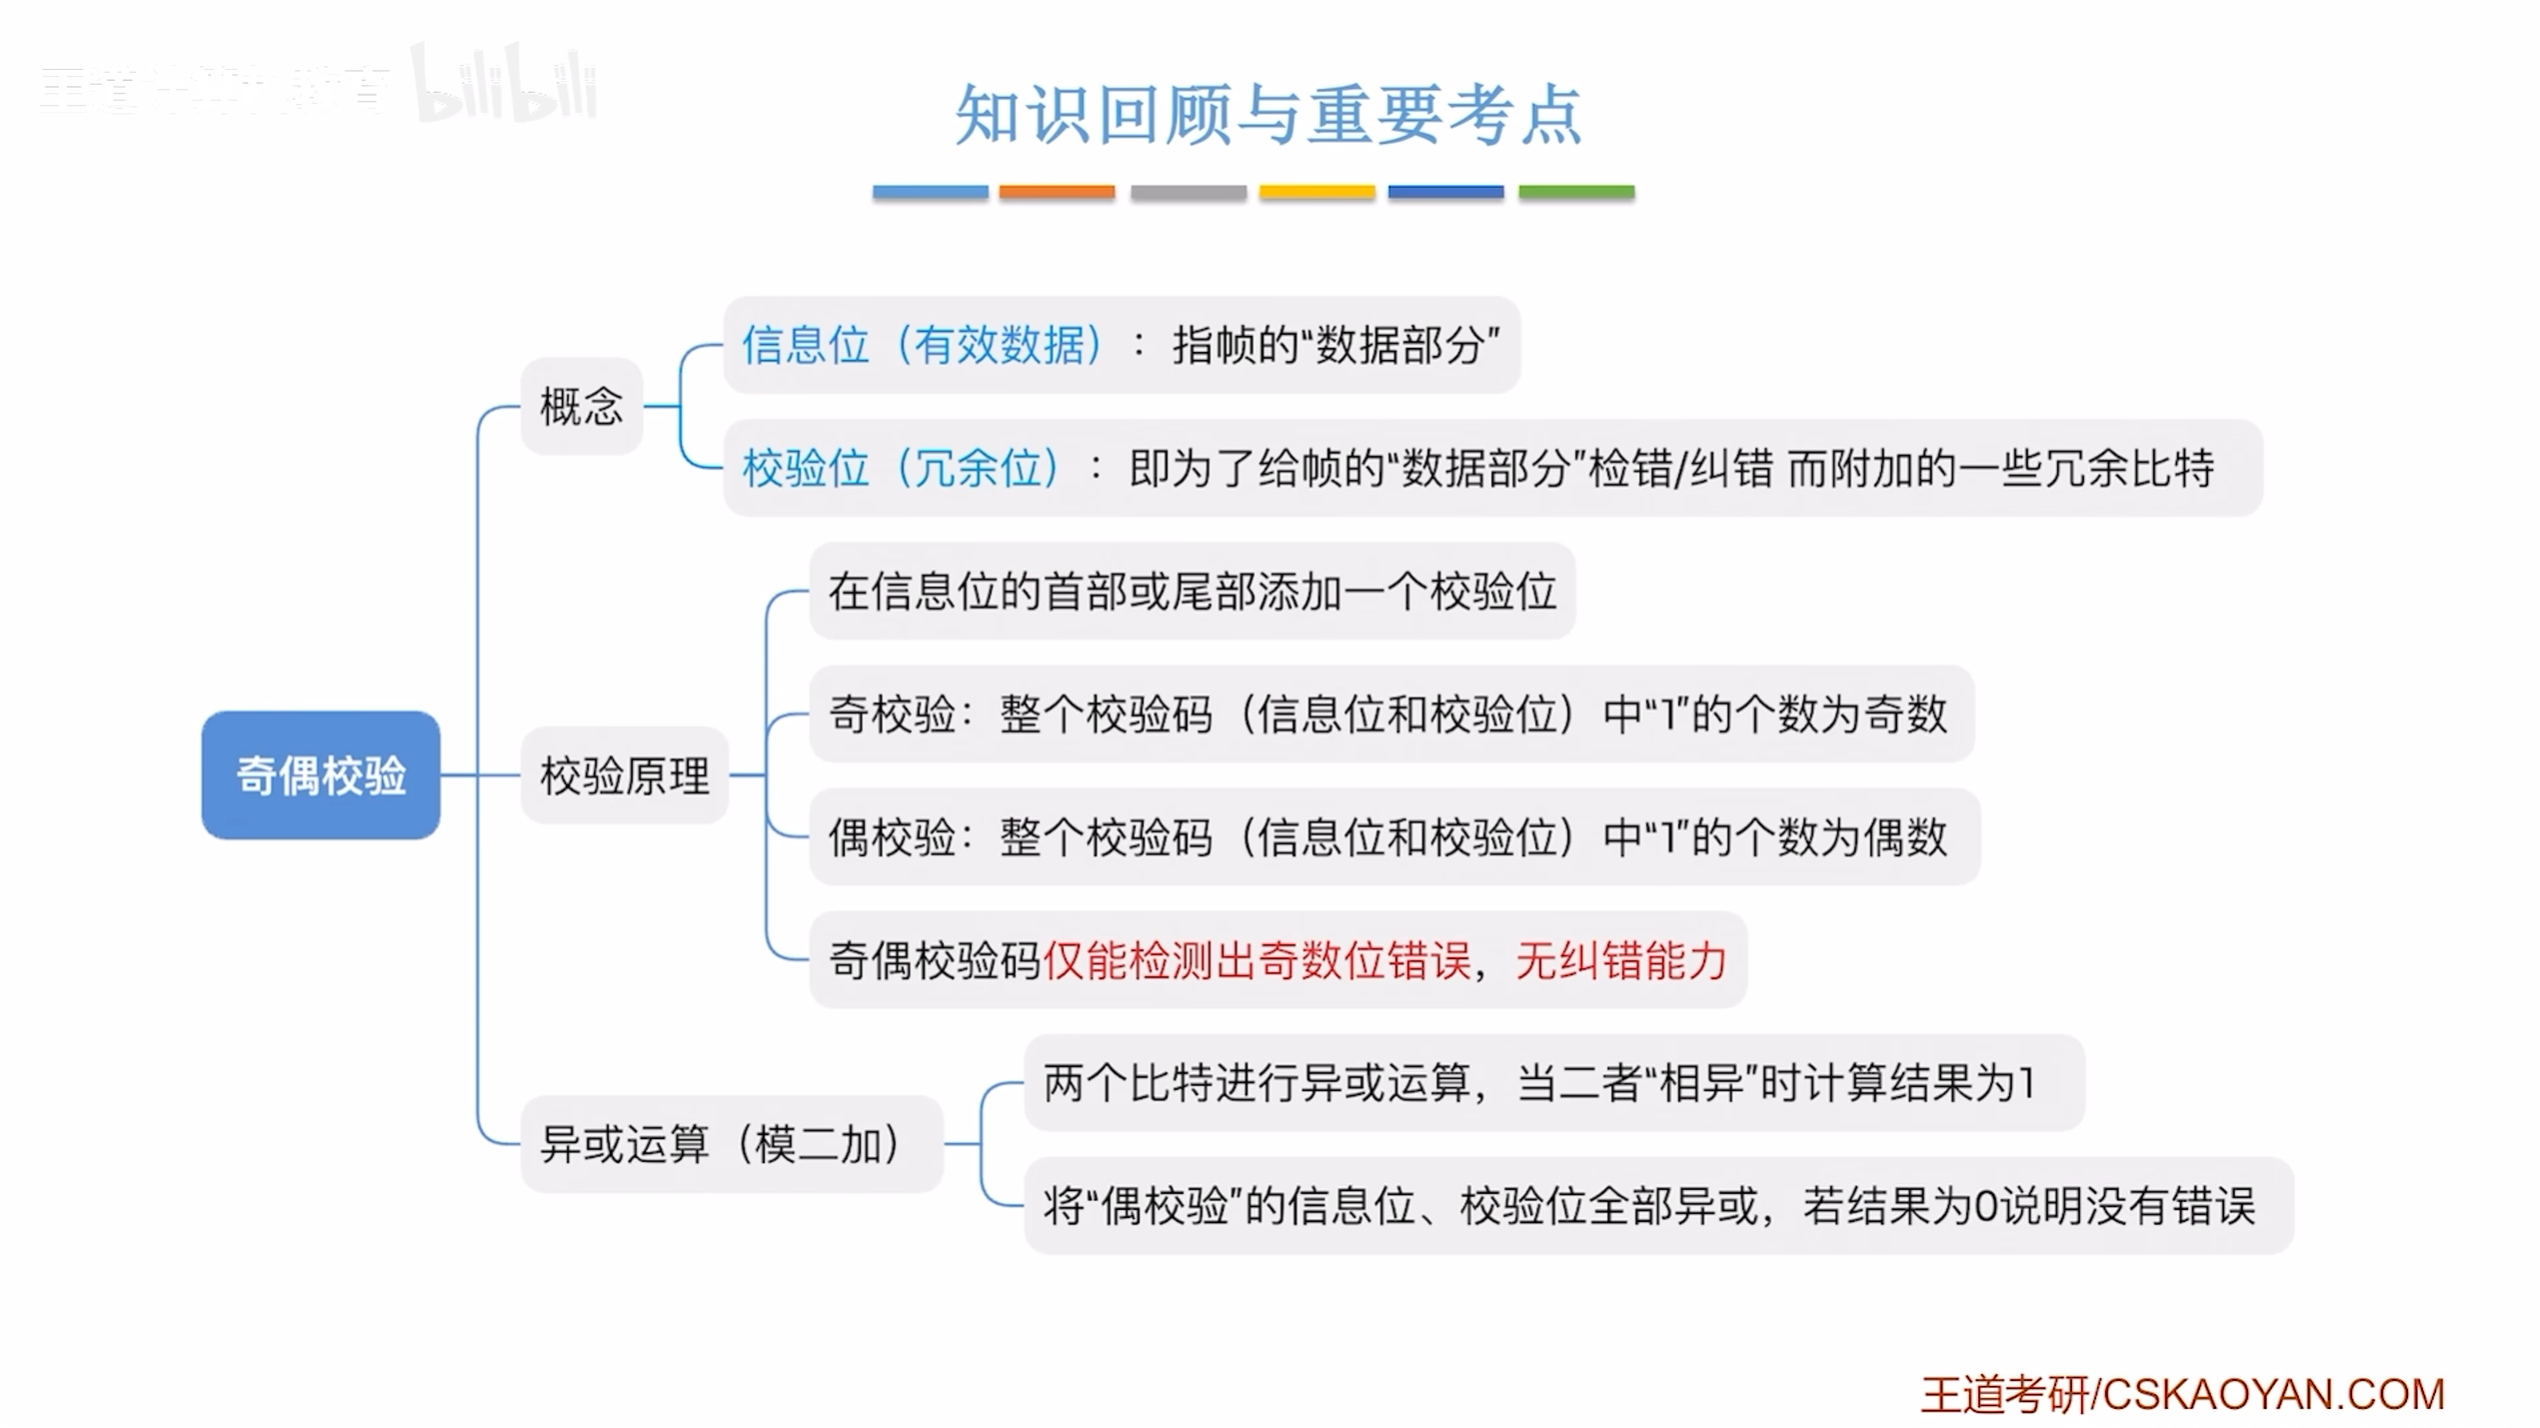 bilibili
知识回顾与重要考点
信息位（有效数据）：指帧的“数据部分”
概念
校验位（冗余位）：即为了给帧的“数据部分”检错/纠错 而附加的一些冗余比特
在信息位的首部或尾部添加一个校验位
奇校验：整个校验码（信息位和校验位）中“1”的个数为奇数
奇偶校验
校验原理
偶校验：整个校验码（信息位和校验位）中“1”的个数为偶数
奇偶校验码仅能检测出奇数位错误，无纠错能力
两个比特进行异或运算，当二者“相异”时计算结果为1
异或运算（模二加）
将“偶校验”的信息位、校验位全部异或，若结果为0说明没有错误
王道考研/CSKAOYAN.COM